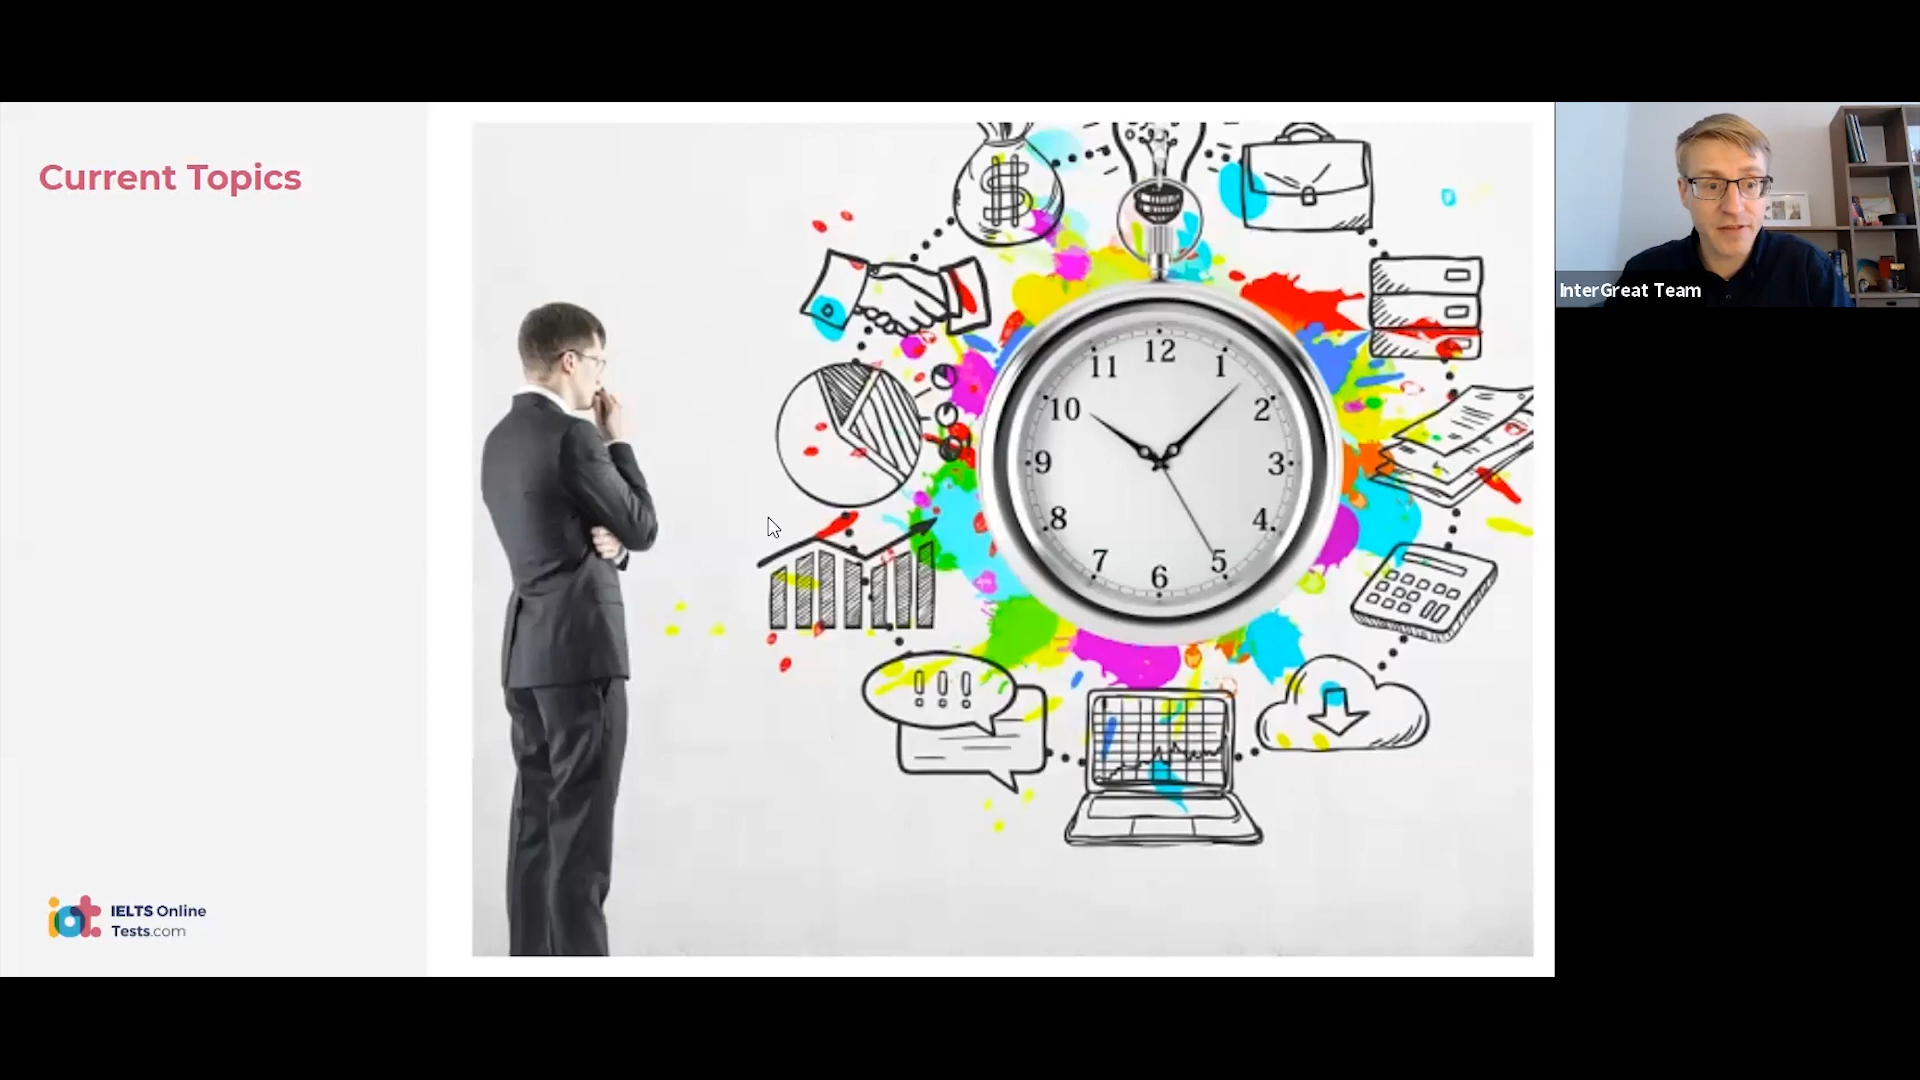 Current Topics
InterGreat Team
12
11
1
10
2
9
3
8
4
7
5
6
$
! ! !
iot
IELTS Online
Tests.com